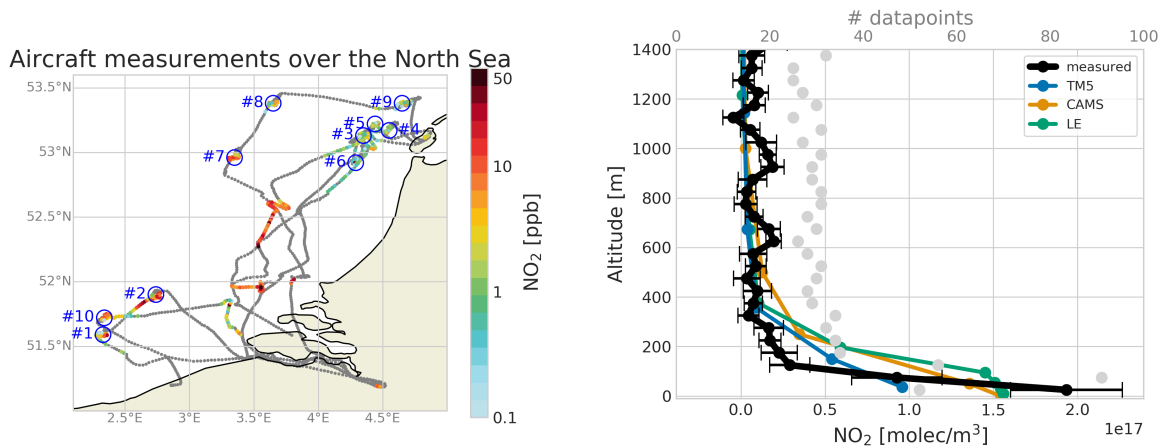 Aircraft measurements over the North Sea
53.5°N
53°N
52.5°N
52°N
51.5°N
2.5°E
3°E
3.5°E
4°E
4.5°E
#8
#9
#5
#3
#4
#6
#7
#2
#10
#1
50
10
1
0.1
NO₂ [ppb]
# datapoints
0
20
40
60
80
100
1400
1200
1000
800
600
400
200
0
Altitude [m]
measured
TM5
CAMS
LE
0.0
0.5
1.0
1.5
2.0
1e17
NO₂ [molec/m³]